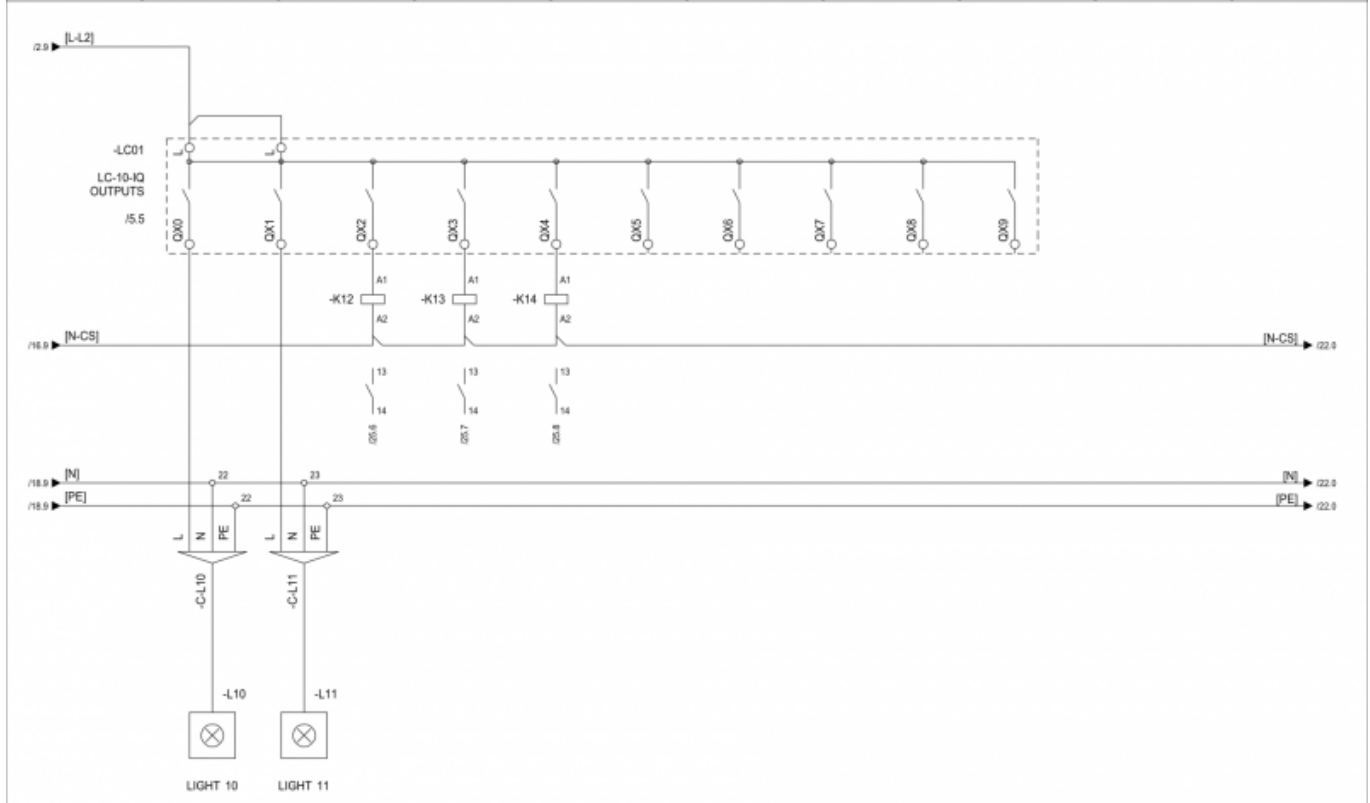 [L-L2]
/2.9
-LC01
L
L
LC-10-IQ
OUTPUTS
/5.5
QX0
QX1
QX2
QX3
QX4
QX5
QX6
QX7
QX8
QX9
A1
A1
A1
-K12
-K13
-K14
A2
A2
A2
[N-CS]
[N-CS]
/16.9
/22.0
13
13
13
14
14
14
/25.6
/25.7
/25.8
[N]
22
23
[N]
/18.9
/22.0
[PE]
22
23
[PE]
/18.9
/22.0
L
N
PE
L
N
PE
-C-L10
-C-L11
-L10
-L11
LIGHT 10
LIGHT 11